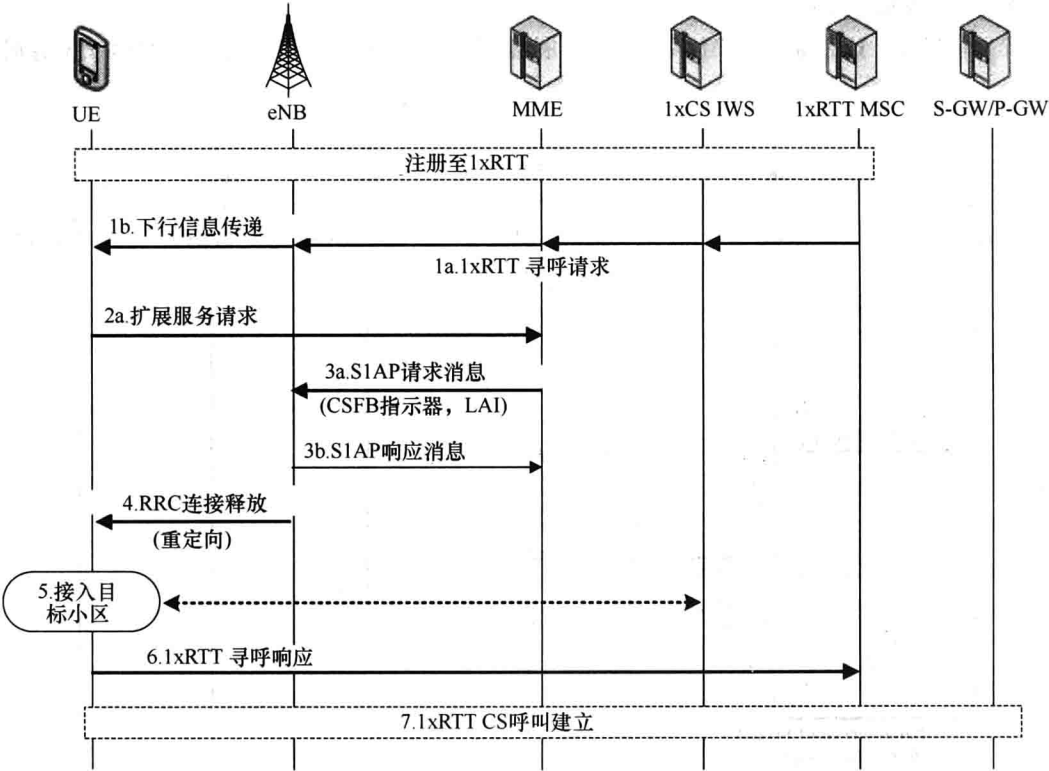 UE
eNB
MME
1xCS IWS
1xRTT MSC
S-GW/P-GW
注册至1xRTT
1b.下行信息传递
1a.1xRTT 寻呼请求
2a.扩展服务请求
3a.S1AP请求消息
(CSFB指示器，LAI)
3b.S1AP响应消息
4.RRC连接释放
(重定向)
5.接入目
标小区
6.1xRTT 寻呼响应
7.1xRTT CS呼叫建立